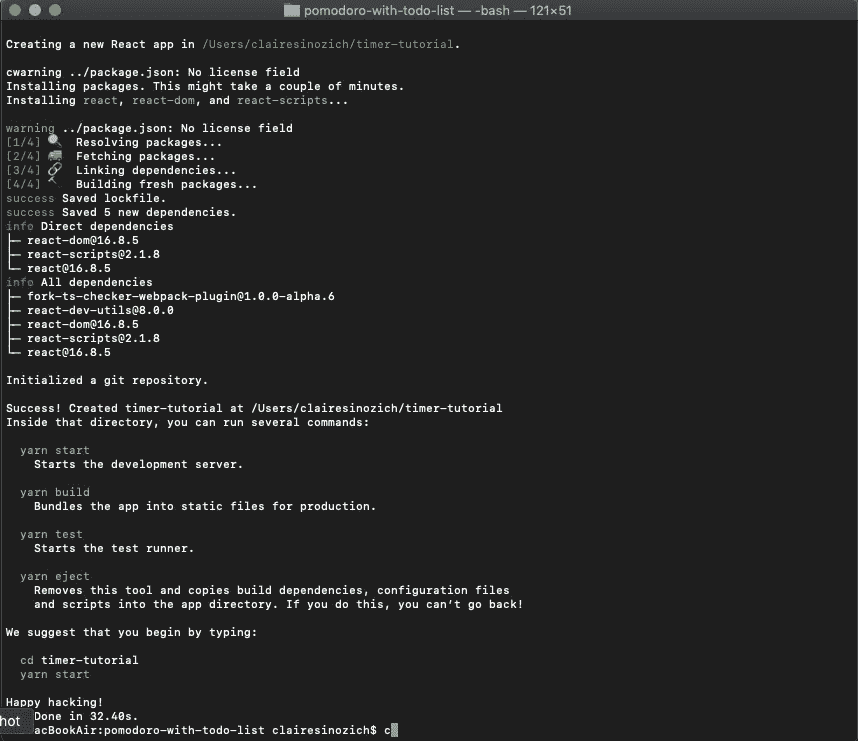 pomodoro-with-todo-list — -bash — 121×51
Creating a new React app in /Users/clairesinozich/timer-tutorial.
cwarning ../package.json: No license field
Installing packages. This might take a couple of minutes.
Installing react, react-dom, and react-scripts...
warning ../package.json: No license field
[1/4] 🔍 Resolving packages...
[2/4] 🚚 Fetching packages...
[3/4] 🔗 Linking dependencies...
[4/4] 🔨 Building fresh packages...
success Saved lockfile.
success Saved 5 new dependencies.
info Direct dependencies
├─ react-dom@16.8.5
├─ react-scripts@2.1.8
└─ react@16.8.5
info All dependencies
├─ fork-ts-checker-webpack-plugin@1.0.0-alpha.6
├─ react-dev-utils@8.0.0
├─ react-dom@16.8.5
├─ react-scripts@2.1.8
└─ react@16.8.5
Initialized a git repository.
Success! Created timer-tutorial at /Users/clairesinozich/timer-tutorial
Inside that directory, you can run several commands:
yarn start
Starts the development server.
yarn build
Bundles the app into static files for production.
yarn test
Starts the test runner.
yarn eject
Removes this tool and copies build dependencies, configuration files
and scripts into the app directory. If you do this, you can’t go back!
We suggest that you begin by typing:
cd timer-tutorial
yarn start
Happy hacking!
Done in 32.40s.
hot
acBookAir:pomodoro-with-todo-list clairesinozich$ c